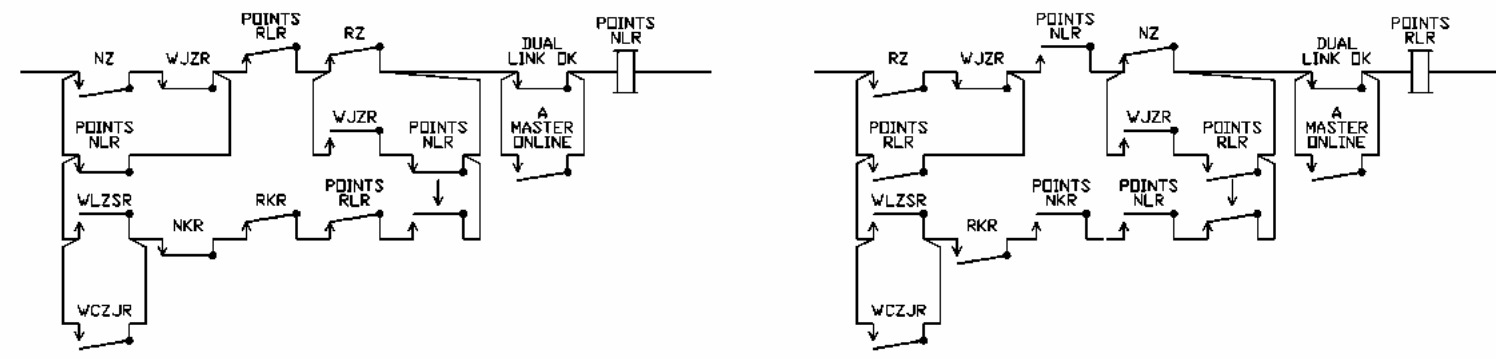 POINTS
RLR
NZ
WJZR
RZ
DUAL
LINK OK
POINTS
NLR
POINTS
NLR
WJZR
POINTS
NLR
A
MASTER
ONLINE
WLZSR
NKR
RKR
POINTS
RLR
WCZJR
POINTS
NLR
RZ
WJZR
NZ
DUAL
LINK OK
POINTS
RLR
POINTS
RLR
WJZR
POINTS
RLR
A
MASTER
ONLINE
WLZSR
RKR
POINTS
NKR
POINTS
NLR
WCZJR